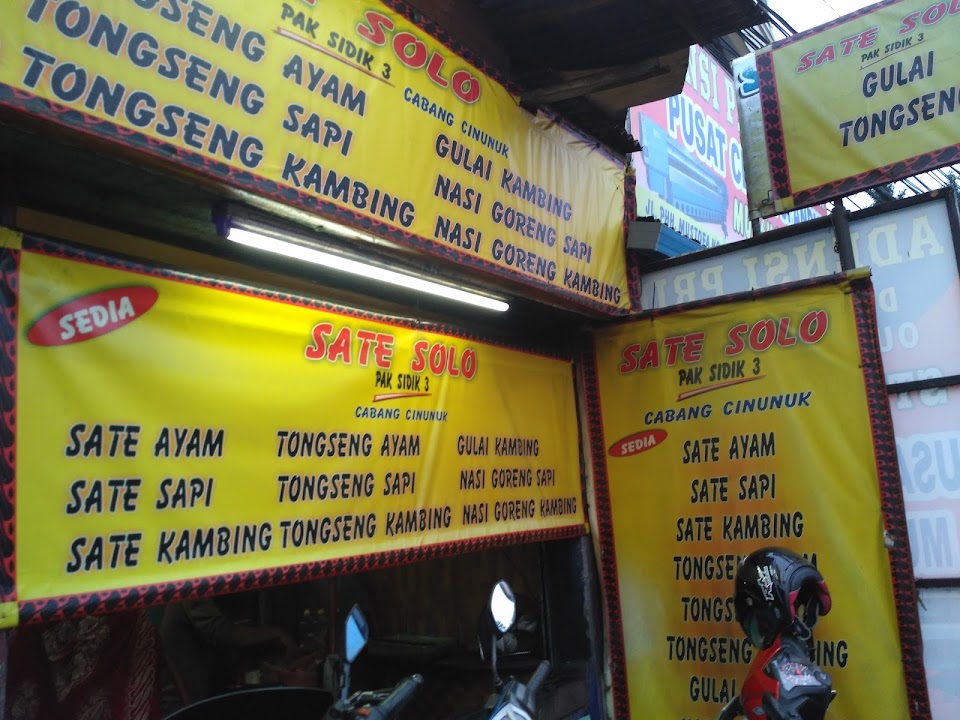 SATE SOLO
PAK SIDIK 3
CABANG CINUNUK
TONGSENG AYAM
TONGSENG SAPI
TONGSENG KAMBING
GULAI KAMBING
NASI GORENG SAPI
NASI GORENG KAMBING
SATE SOLO
PAK SIDIK 3
GULAI
TONGSENG
PUSAT
SEDIA
SATE SOLO
PAK SIDIK 3
CABANG CINUNUK
SATE AYAM TONGSENG AYAM GULAI KAMBING
SATE SAPI TONGSENG SAPI NASI GORENG SAPI
SATE KAMBING TONGSENG KAMBING NASI GORENG KAMBING
SATE SOLO
PAK SIDIK 3
CABANG CINUNUK
SEDIA
SATE AYAM
SATE SAPI
SATE KAMBING
GULAI